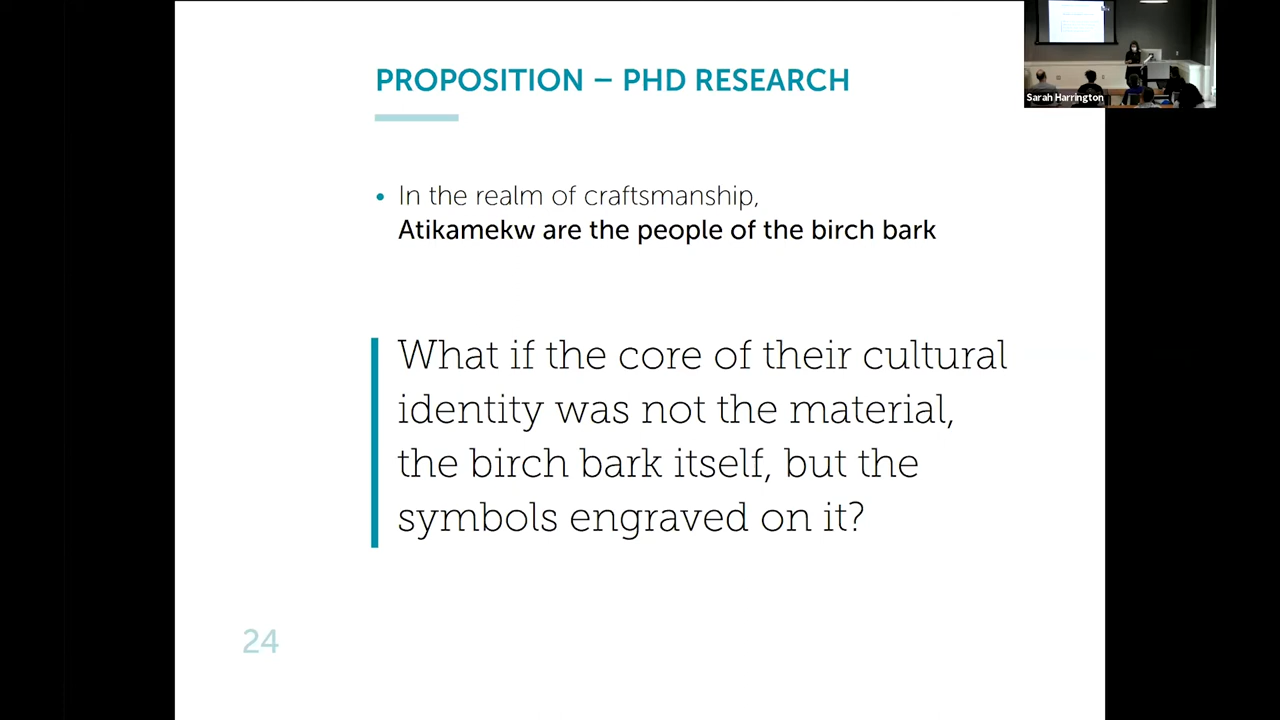 PROPOSITION – PHD RESEARCH
Sarah Harrington
• In the realm of craftsmanship,
Atikamekw are the people of the birch bark
What if the core of their cultural
identity was not the material,
the birch bark itself, but the
symbols engraved on it?
24